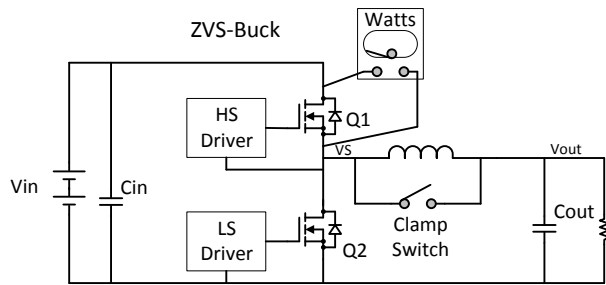 ZVS-Buck
Watts
HS
Driver
Q1
VS
Vout
Vin
Cin
Clamp
Switch
Cout
LS
Driver
Q2